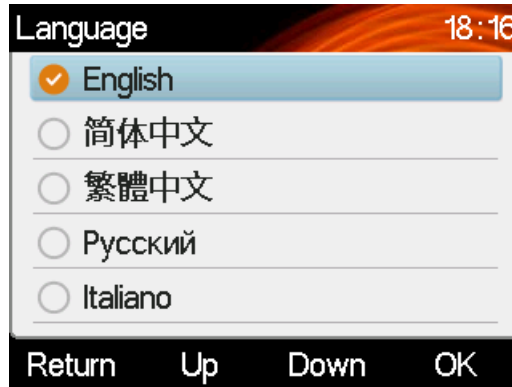 Language 18:16
English
简体中文
繁體中文
Русский
Italiano
Return Up Down OK